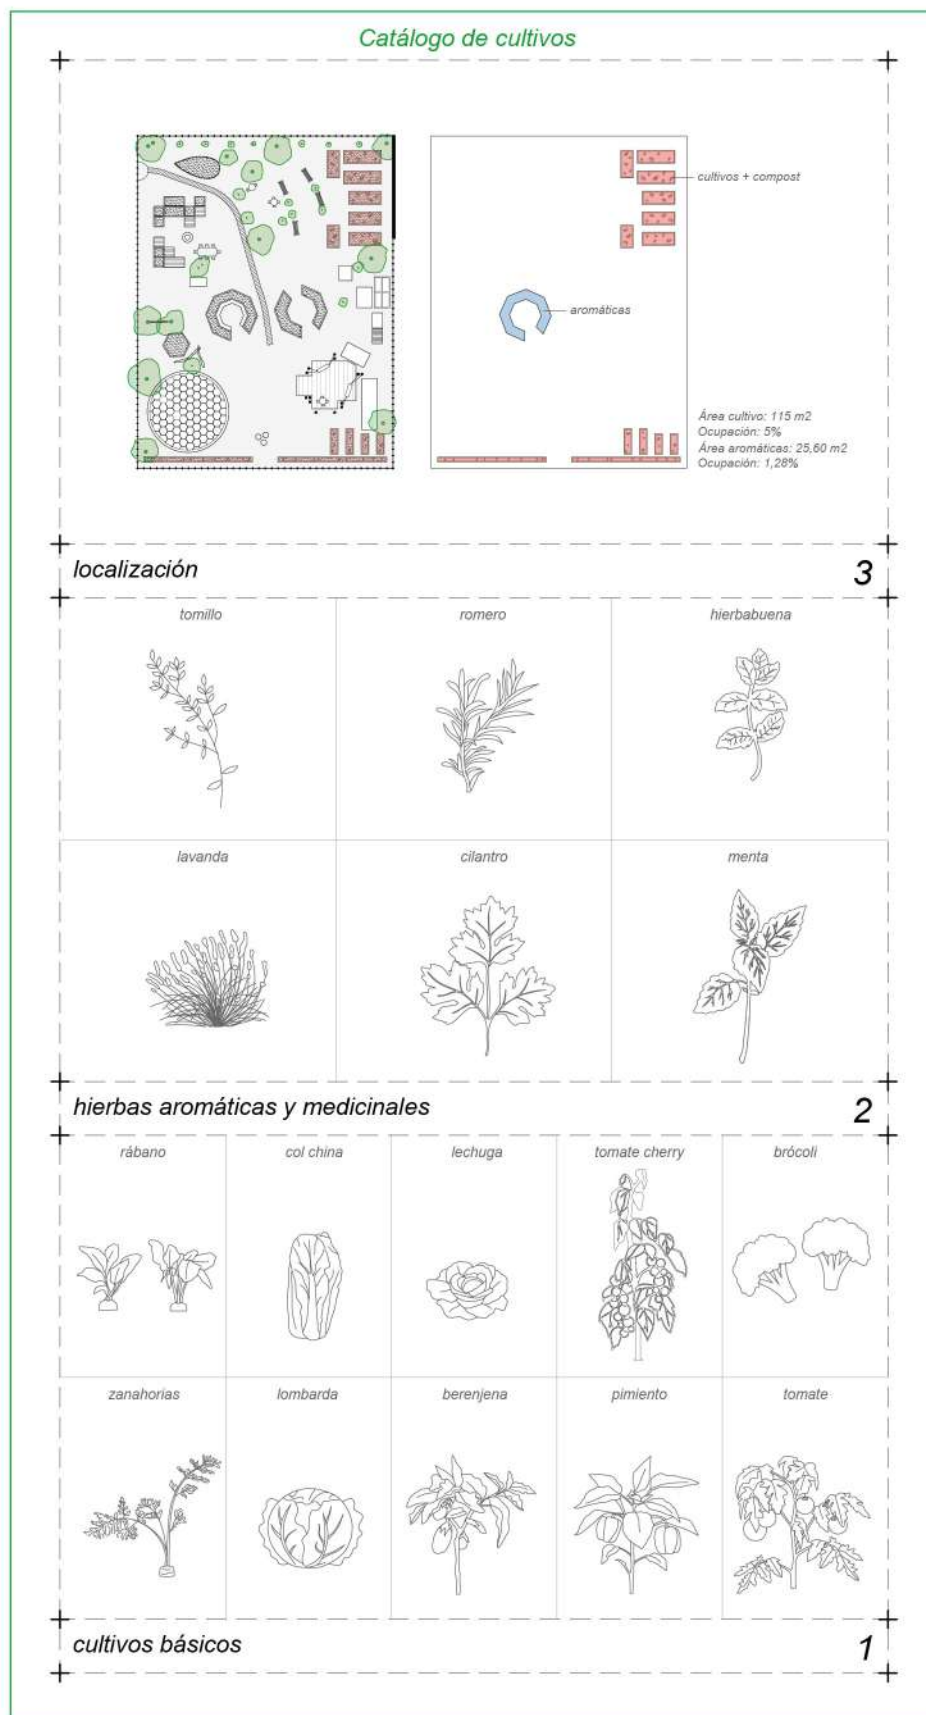 Catálogo de cultivos
cultivos + compost
aromáticas
Área cultivo: 115 m2
Ocupación: 5%
Área aromáticas: 25,60 m2
Ocupación: 1,28%
localización 3
tomillo romero hierbabuena
lavanda cilantro menta
hierbas aromáticas y medicinales 2
rábano col china lechuga tomate cherry brócoli
zanahorias lombarda berenjena pimiento tomate
cultivos básicos 1